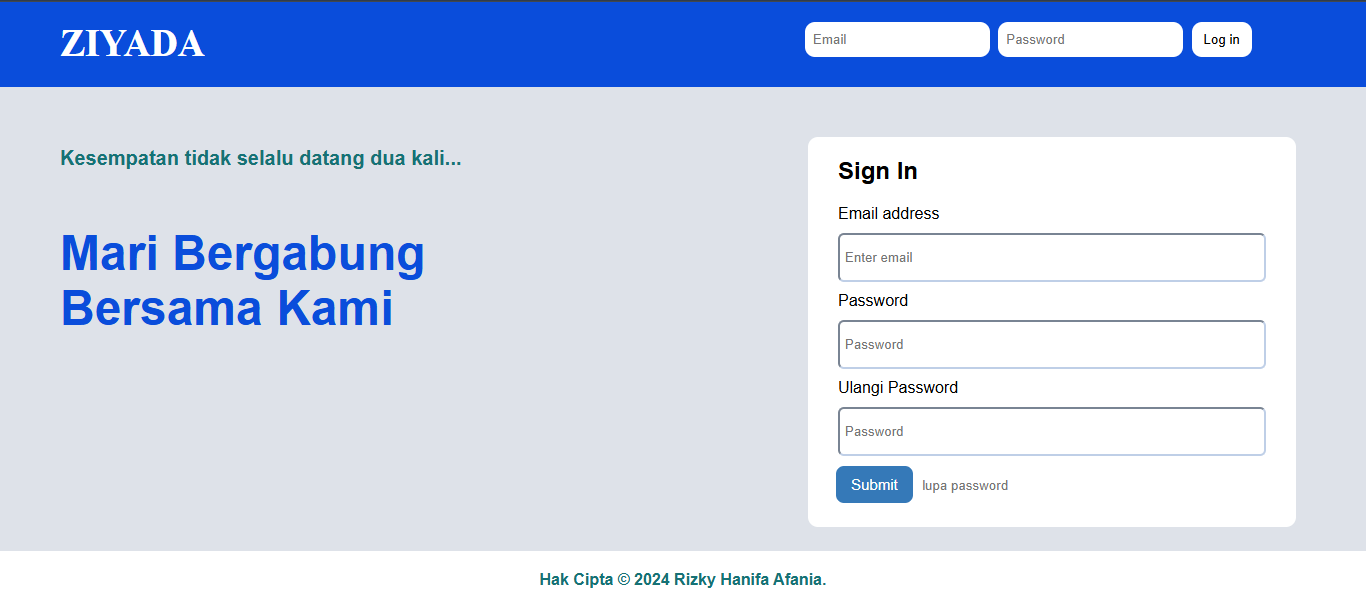 ZIYADA
Email
Password
Log in
Kesempatan tidak selalu datang dua kali...
Mari Bergabung
Bersama Kami
Sign In
Email address
Enter email
Password
Password
Ulangi Password
Password
Submit
lupa password
Hak Cipta © 2024 Rizky Hanifa Afania.